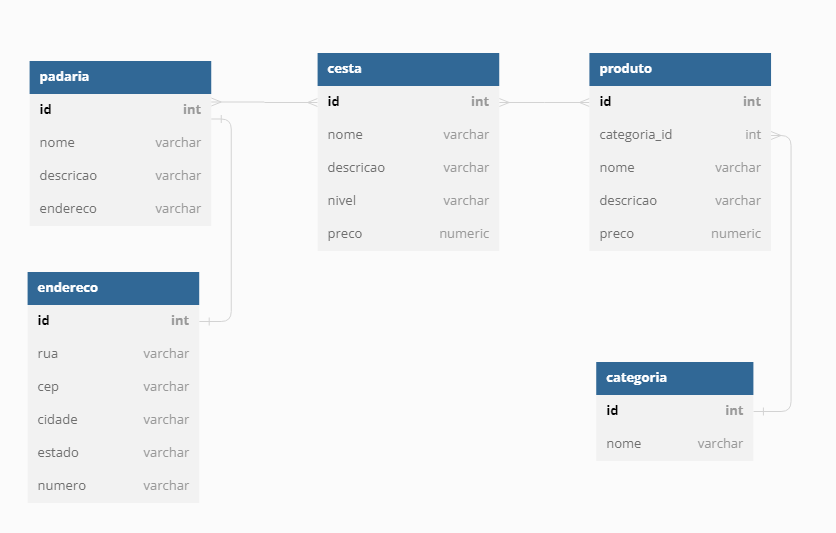 padaria
id int
nome varchar
descricao varchar
endereco varchar
cesta
id int
nome varchar
descricao varchar
nivel varchar
preco numeric
produto
id int
categoria_id int
nome varchar
descricao varchar
preco numeric
endereco
id int
rua varchar
cep varchar
cidade varchar
estado varchar
numero varchar
categoria
id int
nome varchar